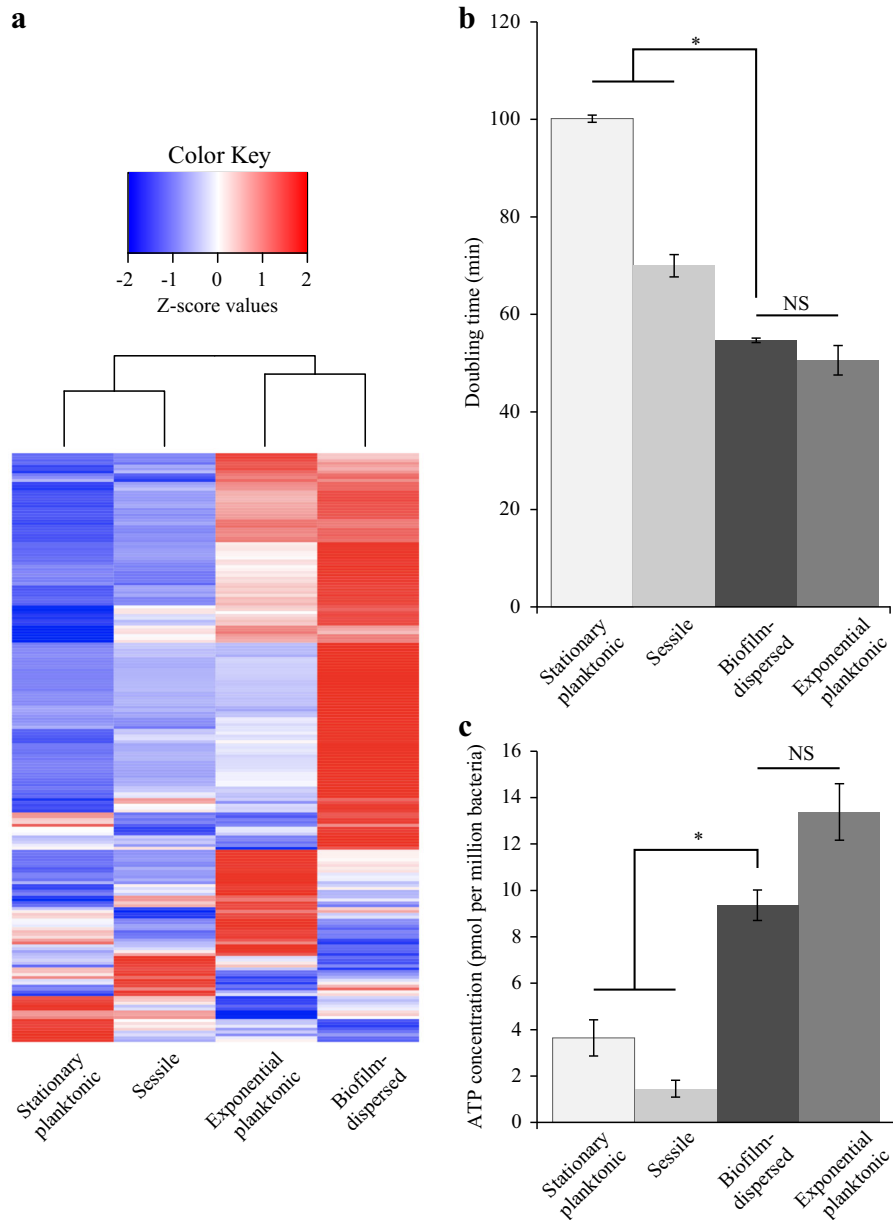 a
Color Key
-2 -1 0 1 2
Z-score values
Stationary
planktonic
Sessile
Exponential
planktonic
Biofilm-
dispersed
b
Doubling time (min)
120
100
80
60
40
20
0
*
NS
Stationary
planktonic
Sessile
Biofilm-
dispersed
Exponential
planktonic
c
ATP concentration (pmol per million bacteria)
16
14
12
10
8
6
4
2
0
*
NS
Stationary
planktonic
Sessile
Biofilm-
dispersed
Exponential
planktonic